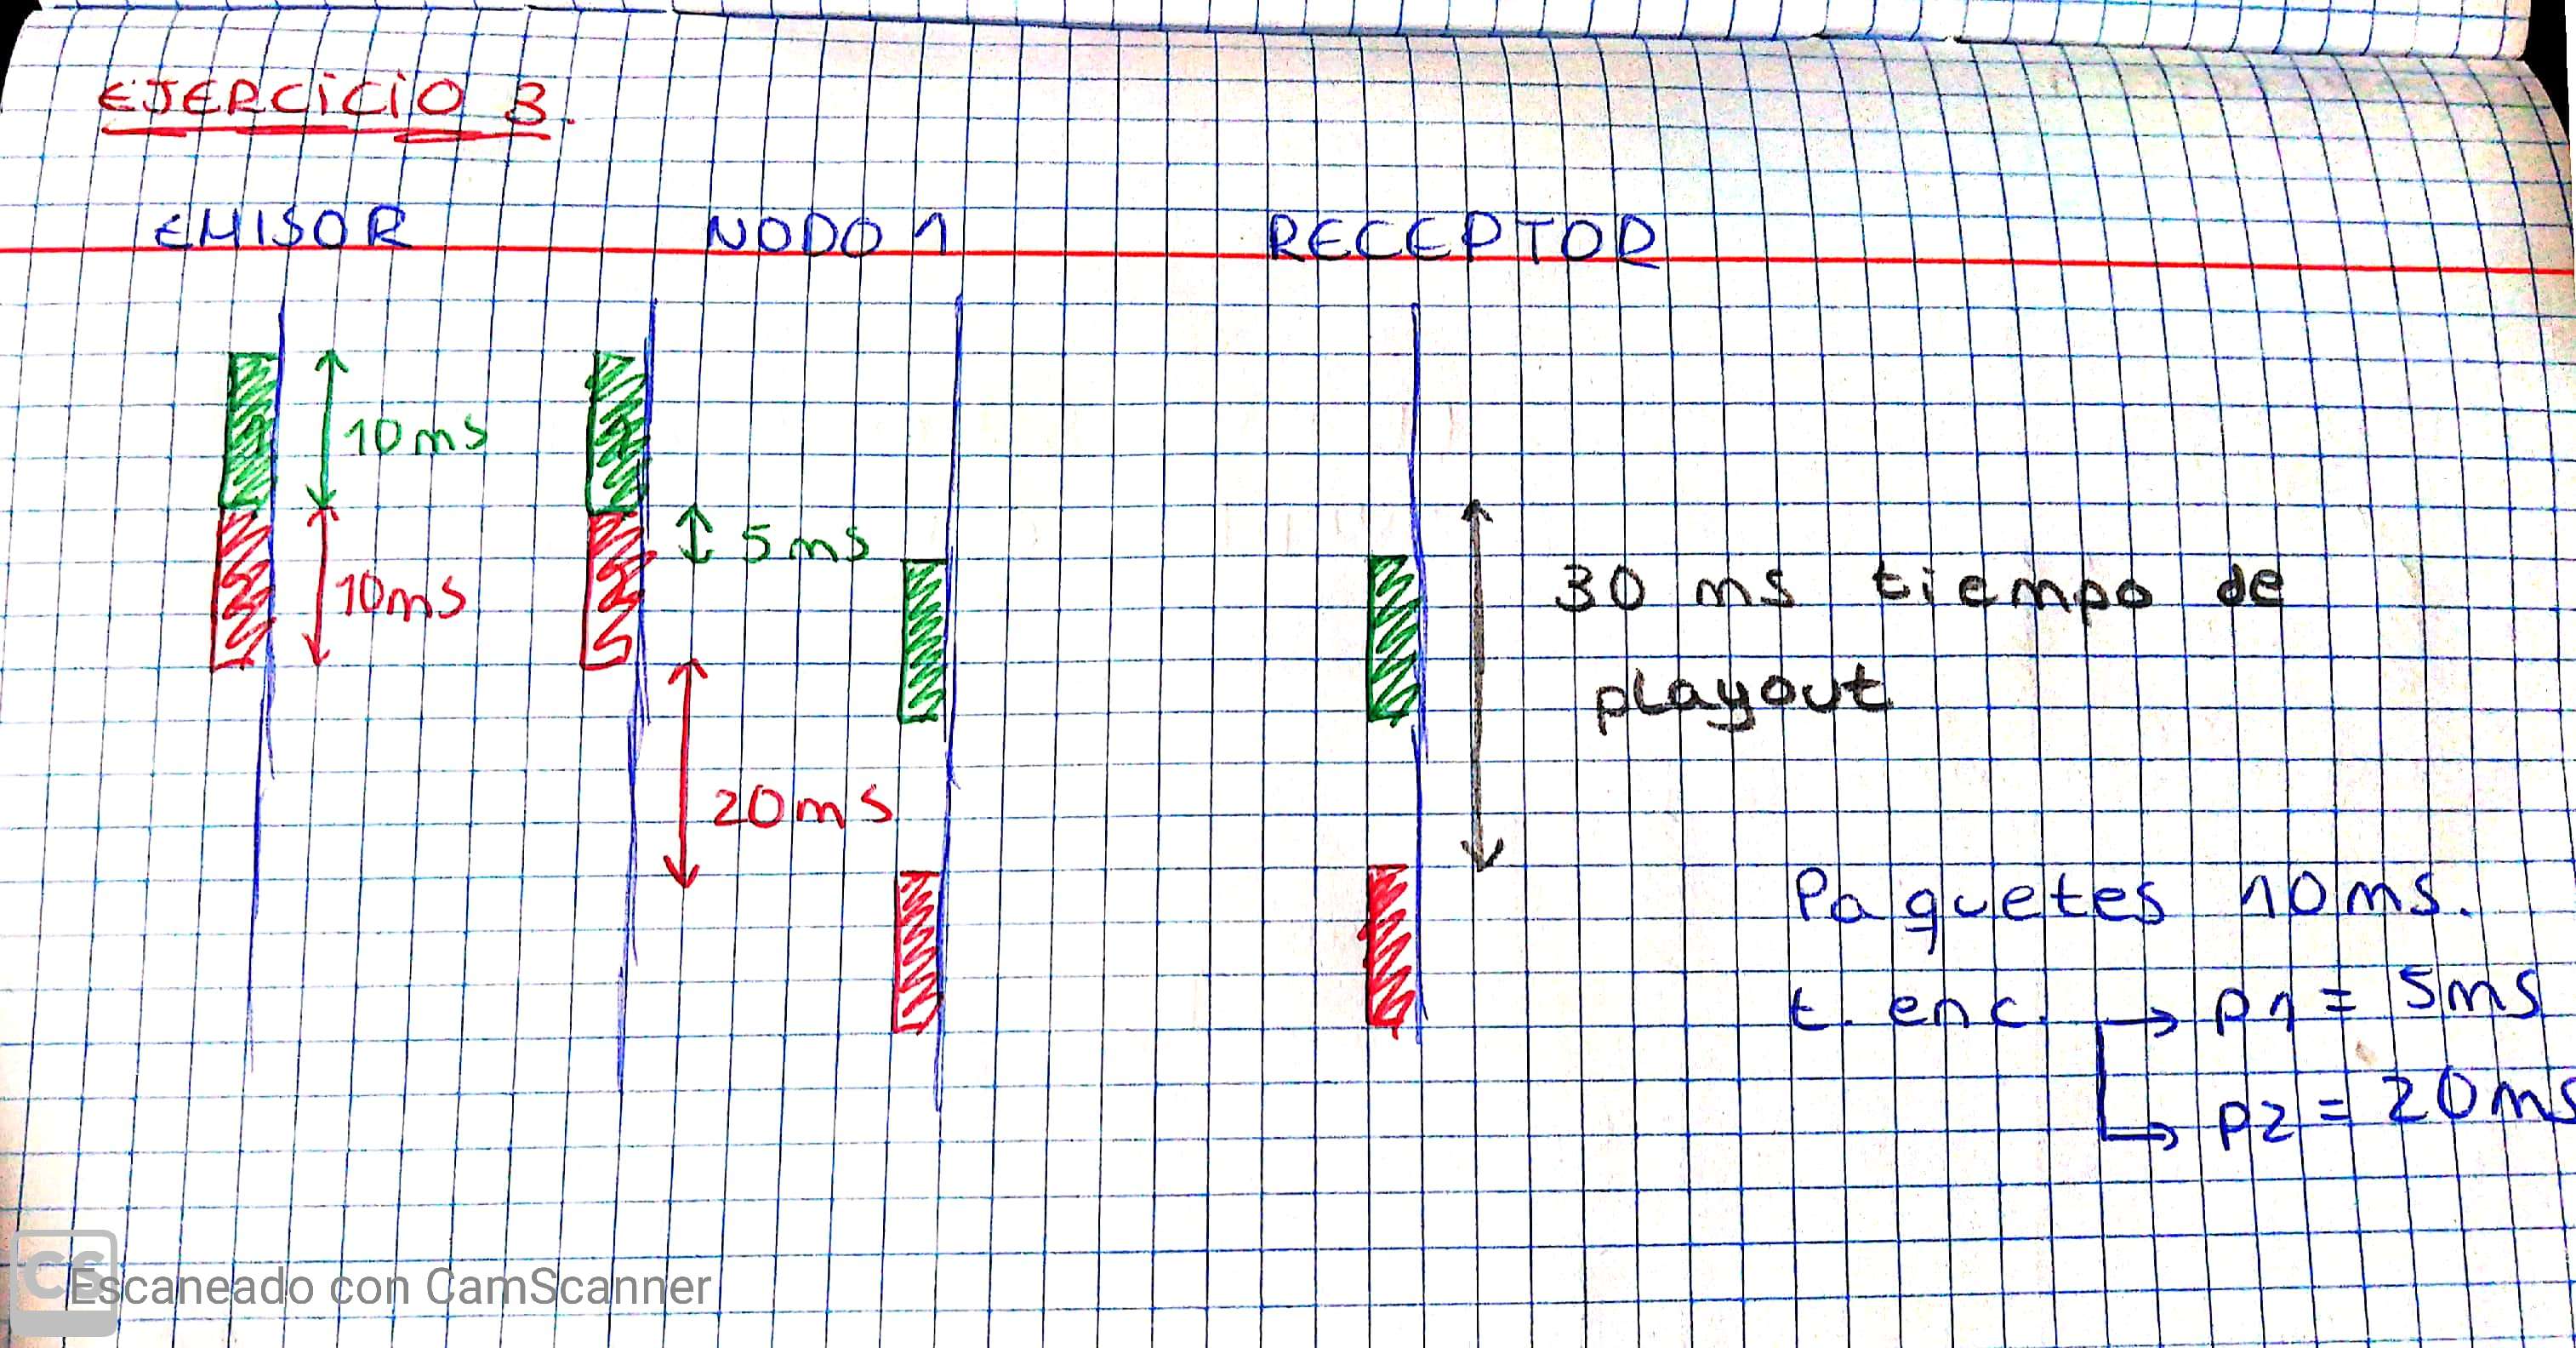 EJERCICIO 3.
EMISOR NODO 1 RECEPTOR
10ms
5ms
10ms
30 ms tiempo de
playout
20ms
Paquetes 10ms.
t. enc. → p1 = 5ms
→ p2 = 20ms
CS Escaneado con CamScanner